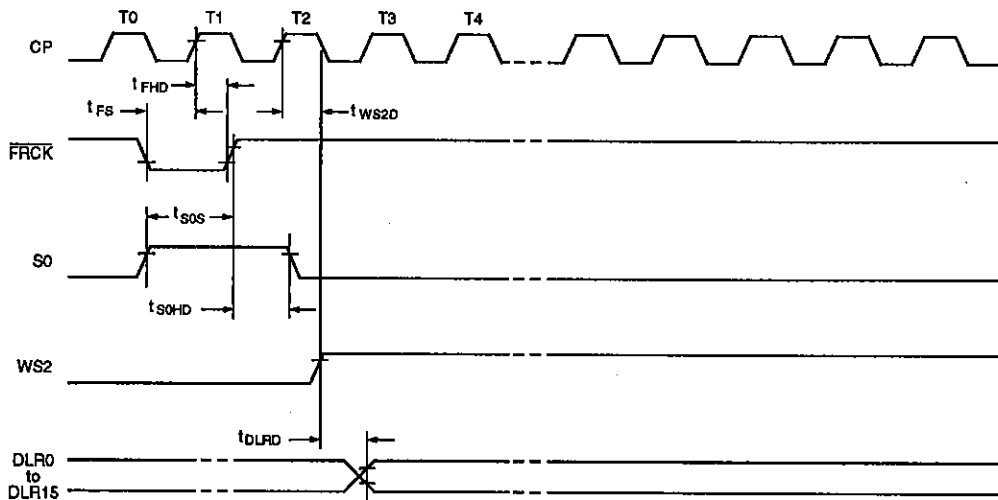 T0 T1 T2 T3 T4
CP
tFHD
tFS
tWS2D
FRCK
tS0S
S0
tS0HD
WS2
tDLRD
DLR0
to
DLR15